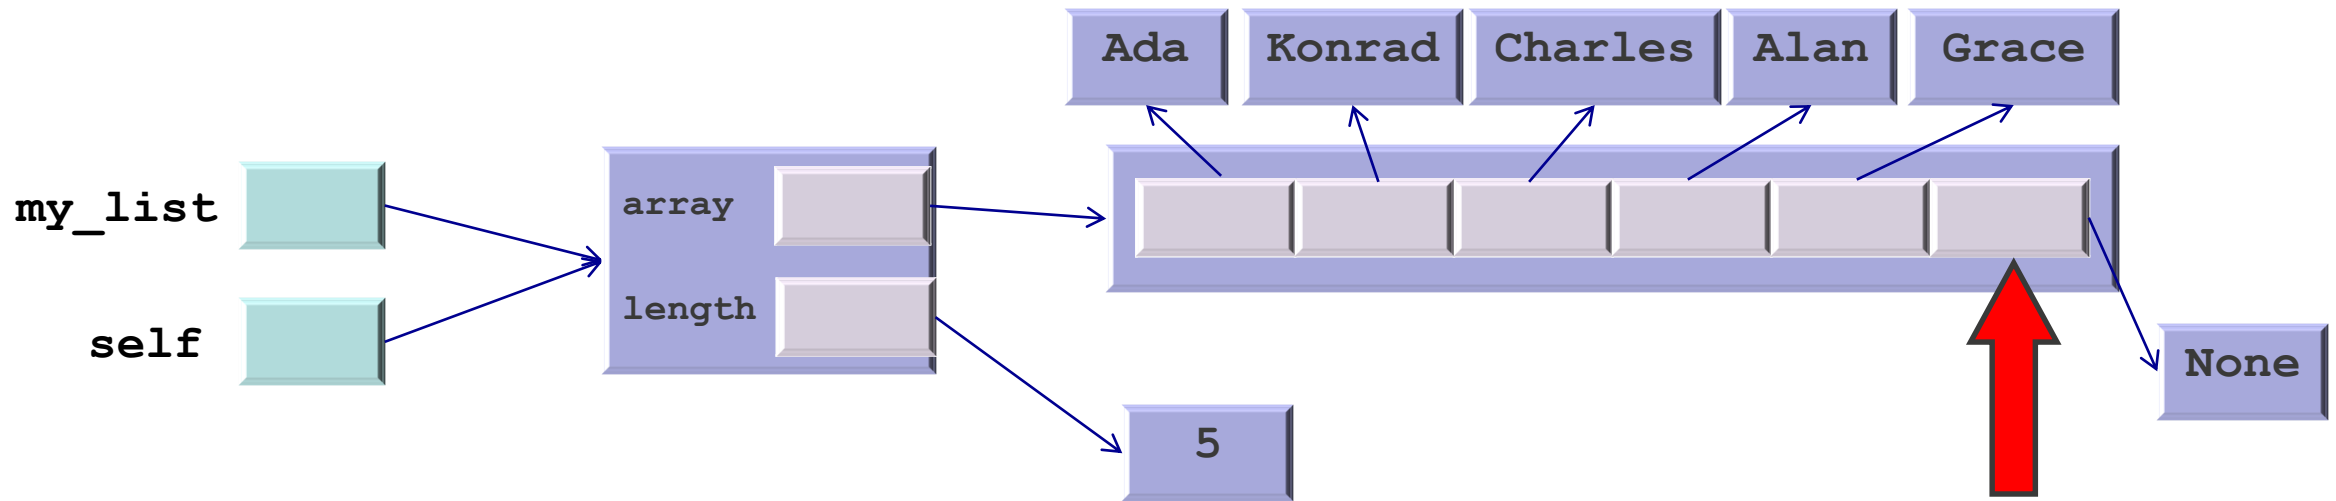 Ada
Konrad
Charles
Alan
Grace
my_list
array
length
self
None
5